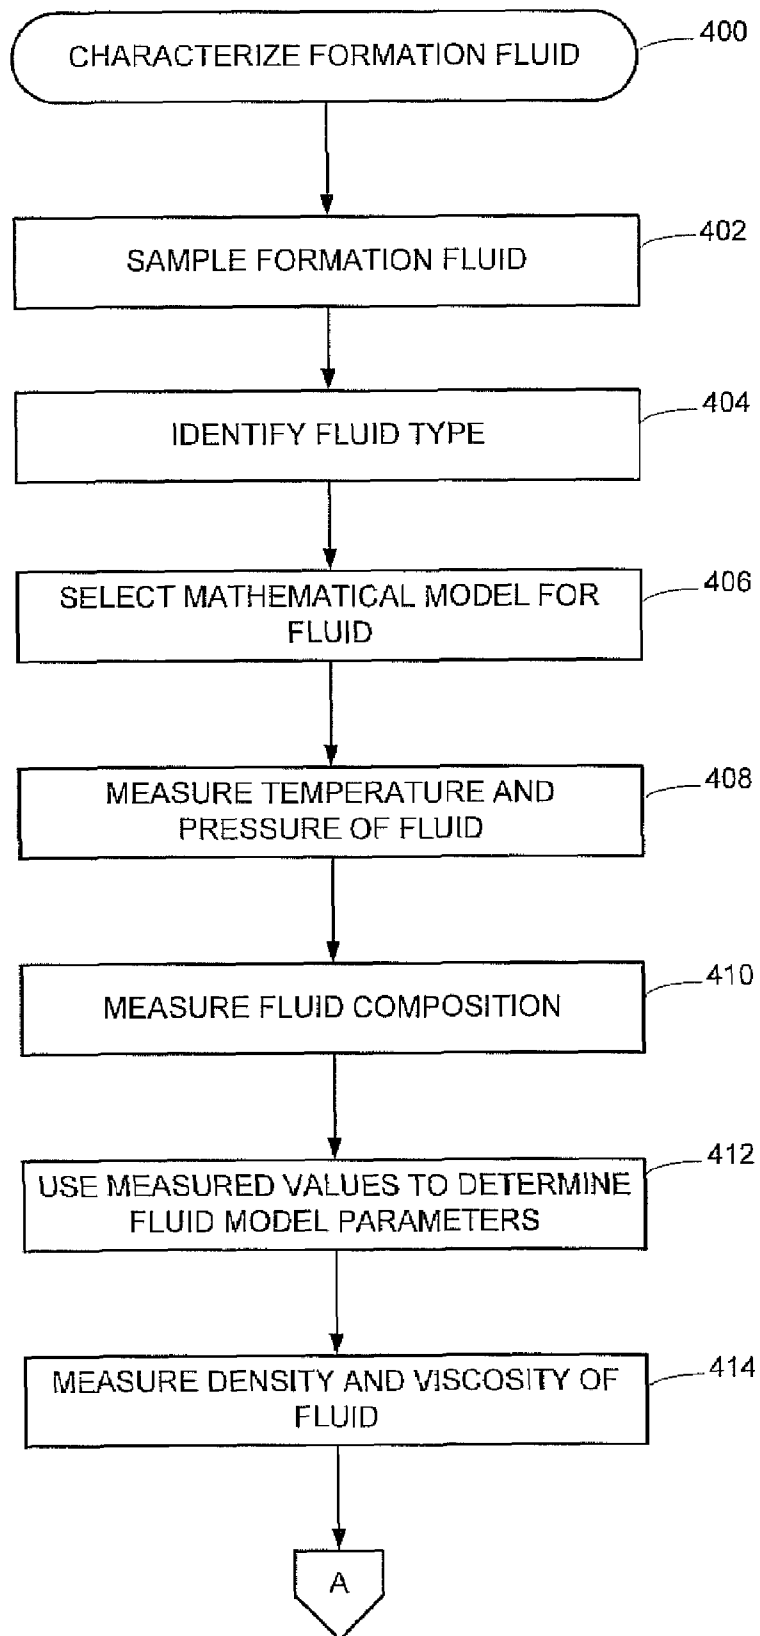 CHARACTERIZE FORMATION FLUID
400
SAMPLE FORMATION FLUID
402
IDENTIFY FLUID TYPE
404
SELECT MATHEMATICAL MODEL FOR
FLUID
406
MEASURE TEMPERATURE AND
PRESSURE OF FLUID
408
MEASURE FLUID COMPOSITION
410
USE MEASURED VALUES TO DETERMINE
FLUID MODEL PARAMETERS
412
MEASURE DENSITY AND VISCOSITY OF
FLUID
414
A